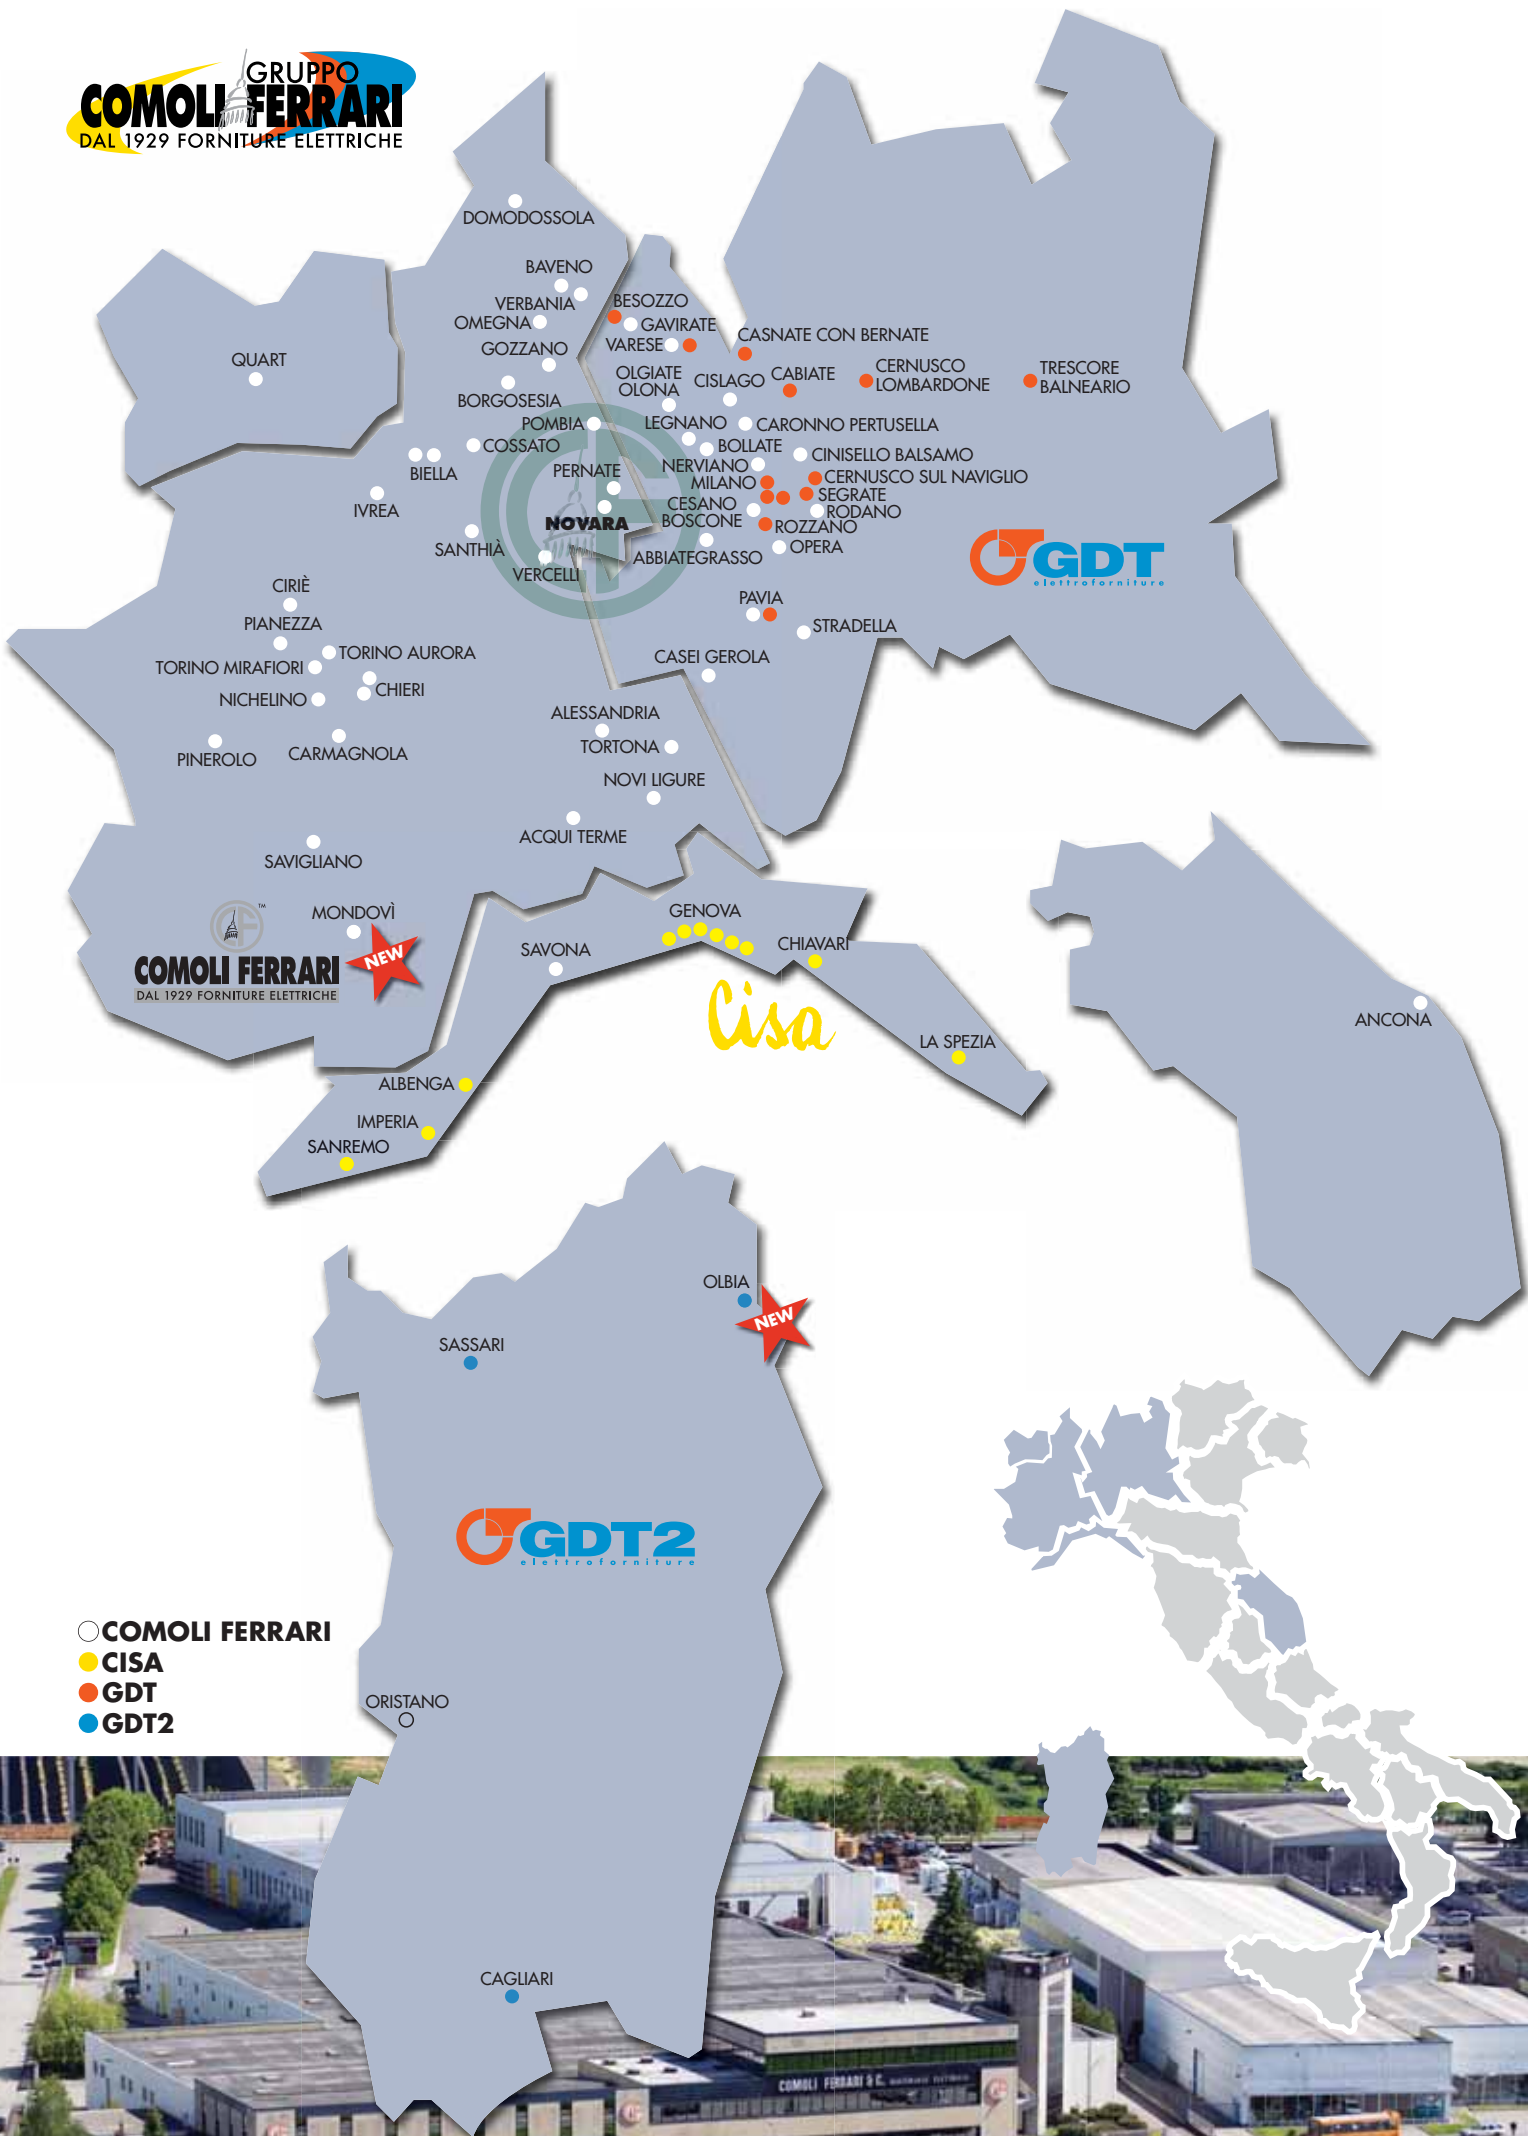 GRUPPO
COMOLI FERRARI
DAL 1929 FORNITURE ELETTRICHE
DOMODOSSOLA
BAVENO
VERBANIA
OMEGNA
GOZZANO
BORGOSESIA
POMBIA
COSSATO
BIELLA
PERNATE
IVREA
NOVARA
SANTHIÀ
VERCELLI
QUART
BESOZZO
GAVIRATE
VARESE
CASNATE CON BERNATE
OLGIATE
OLONA
CISLAGO
CABIATE
CERNUSCO
LOMBARDONE
TRESCORE
BALNEARIO
LEGNANO
CARONNO PERTUSELLA
BOLLATE
NERVIANO
CINISELLO BALSAMO
MILANO
CERNUSCO SUL NAVIGLIO
SEGRATE
CESANO
BOSCONE
RODANO
ROZZANO
ABBIATEGRASSO
OPERA
GDT
elettroforniture
PAVIA
STRADELLA
CASEI GEROLA
CIRIÈ
PIANEZZA
TORINO AURORA
TORINO MIRAFIORI
CHIERI
NICHELINO
PINEROLO
CARMAGNOLA
ALESSANDRIA
TORTONA
NOVI LIGURE
ACQUI TERME
SAVIGLIANO
MONDOVÌ
NEW
CF
TM
COMOLI FERRARI
DAL 1929 FORNITURE ELETTRICHE
GENOVA
SAVONA
CHIAVARI
Cisa
LA SPEZIA
ALBENGA
IMPERIA
SANREMO
ANCONA
OLBIA
NEW
SASSARI
GDT2
elettroforniture
COMOLI FERRARI
CISA
GDT
GDT2
ORISTANO
CAGLIARI
COMOLI FERRARI & C.